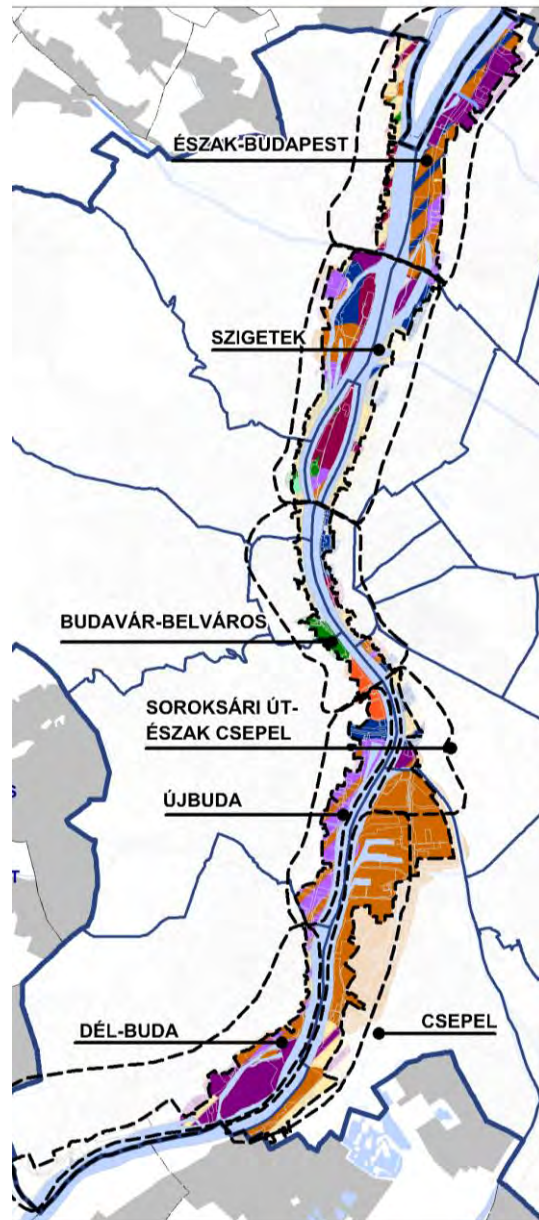 ÉSZAK-BUDAPEST
SZIGETEK
BUDAVÁR-BELVÁROS
SOROKSÁRI ÚT-
ÉSZAK CSEPEL
S
ÚJBUDA
T
DÉL-BUDA
CSEPEL